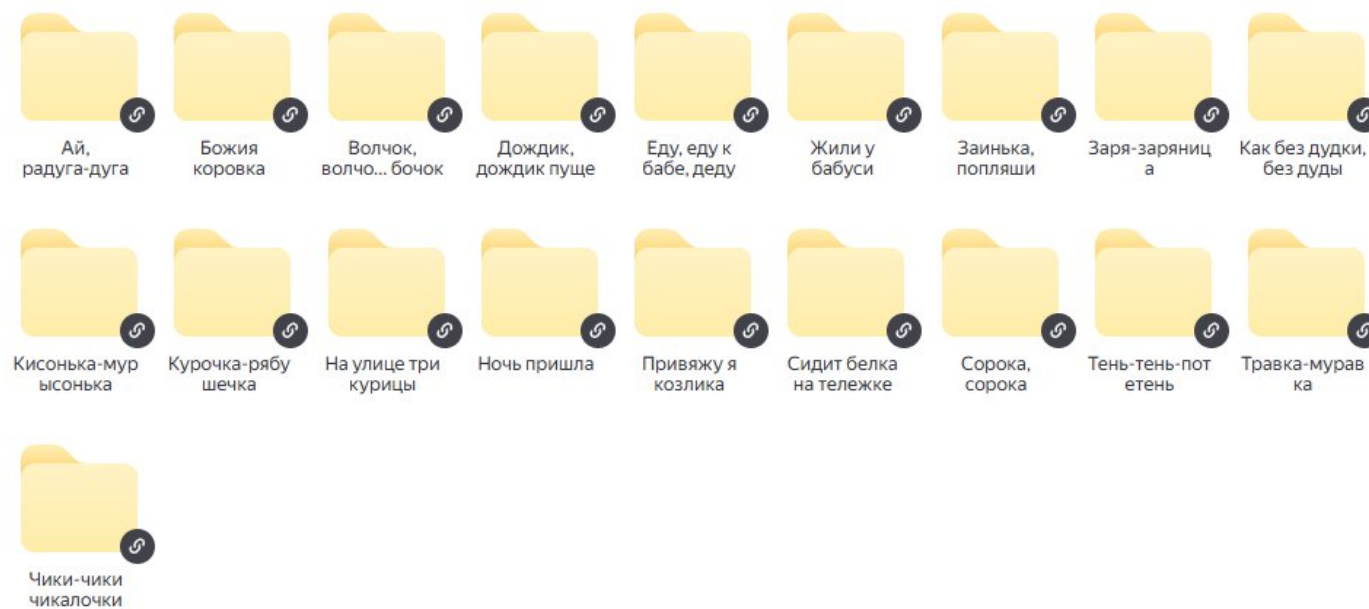 Ай,
радуга-дуга
Божия
коровка
Волчок,
волчо... бочок
Дождик,
дождик пуще
Еду, еду к
бабе, деду
Жили у
бабуси
Заинька,
попляши
Заря-заряниц
а
Как без дудки,
без дуды
Кисонька-мур
ысонька
Курочка-рябу
шечка
На улице три
курицы
Ночь пришла
Привяжу я
козлика
Сидит белка
на тележке
Сорока,
сорока
Тень-тень-пот
етень
Травка-мурав
ка
Чики-чики
чикалочки